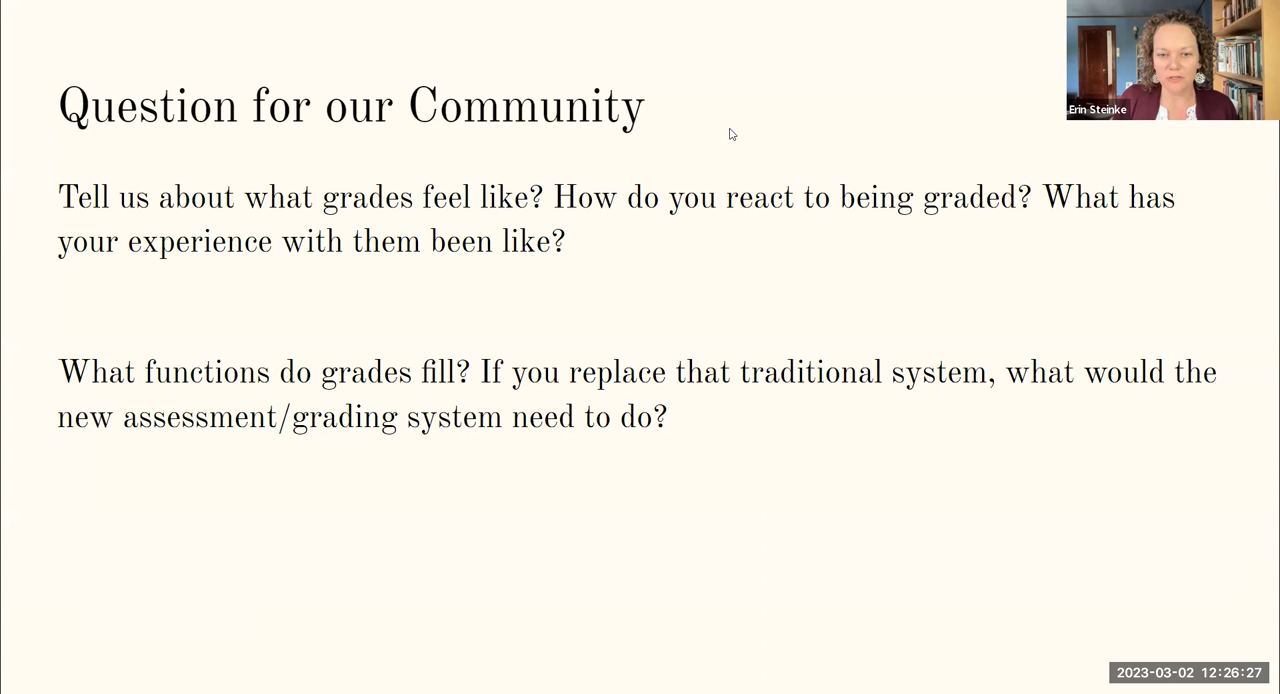 Question for our Community
Tell us about what grades feel like? How do you react to being graded? What has
your experience with them been like?
What functions do grades fill? If you replace that traditional system, what would the
new assessment/grading system need to do?
Erin Steinke
2023-03-02 12:26:27